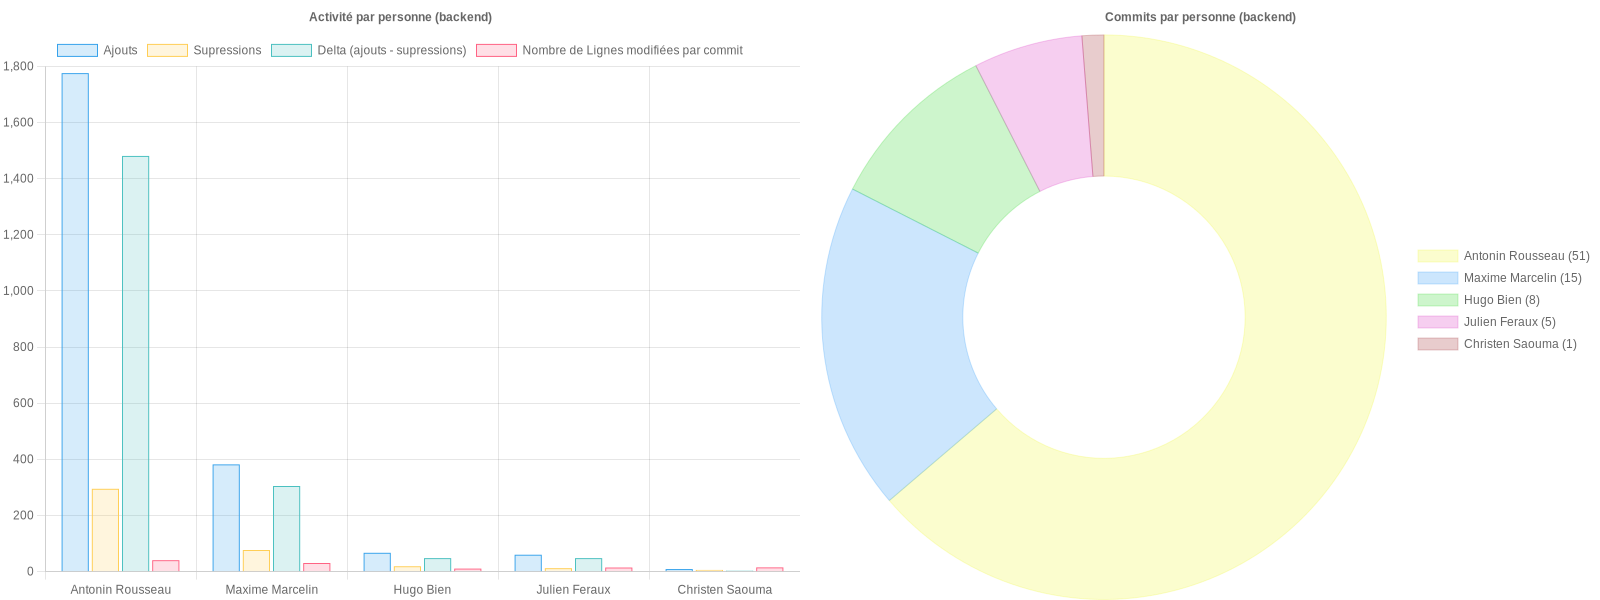 Activité par personne (backend)
Ajouts
Supressions
Delta (ajouts - supressions)
Nombre de Lignes modifiées par commit
1,800
1,600
1,400
1,200
1,000
800
600
400
200
0
Antonin Rousseau
Maxime Marcelin
Hugo Bien
Julien Feraux
Christen Saouma
Commits par personne (backend)
Antonin Rousseau (51)
Maxime Marcelin (15)
Hugo Bien (8)
Julien Feraux (5)
Christen Saouma (1)